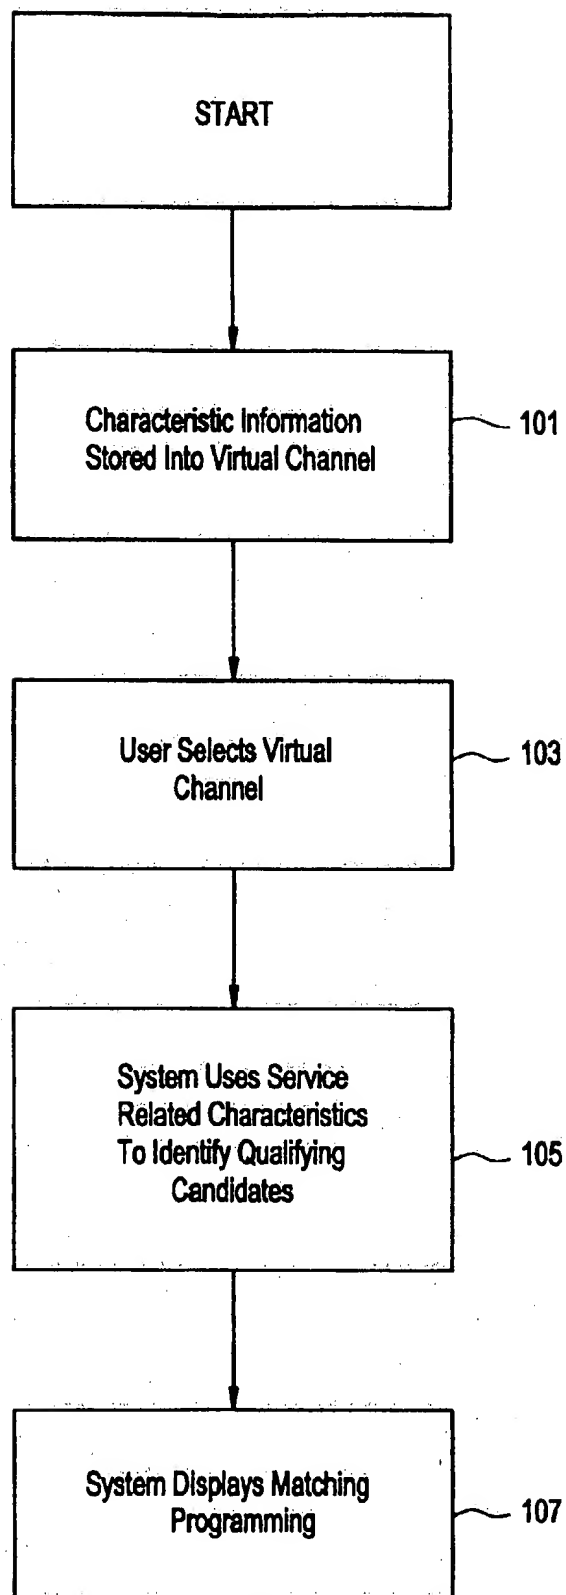 START
Characteristic Information
Stored Into Virtual Channel
101
User Selects Virtual
Channel
103
System Uses Service
Related Characteristics
To Identify Qualifying
Candidates
105
System Displays Matching
Programming
107